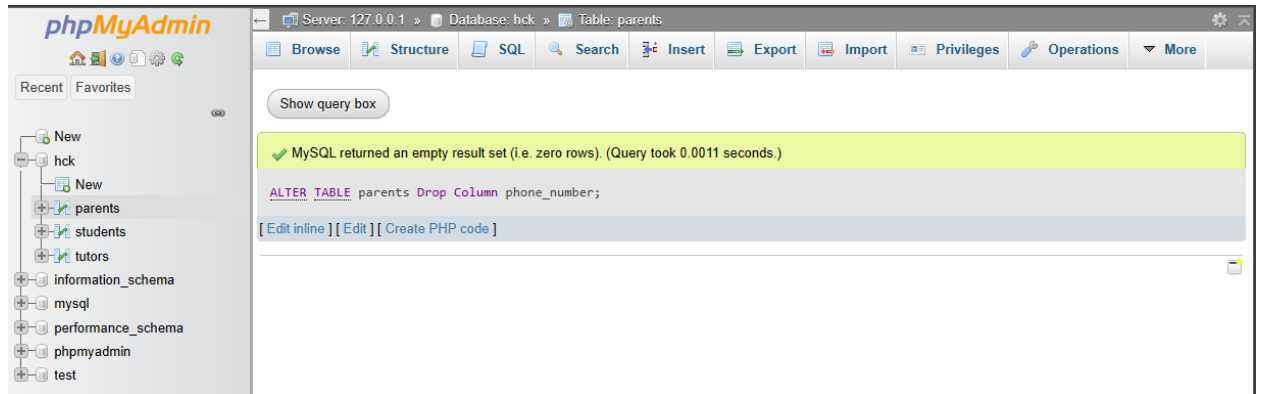 phpMyAdmin
Recent Favorites
New
hck
New
parents
students
tutors
information_schema
mysql
performance_schema
phpmyadmin
test
Server: 127.0.0.1 » Database: hck » Table: parents
Browse Structure SQL Search Insert Export Import Privileges Operations More
Show query box
MySQL returned an empty result set (i.e. zero rows). (Query took 0.0011 seconds.)
ALTER TABLE parents Drop Column phone_number;
[ Edit inline ] [ Edit ] [ Create PHP code ]